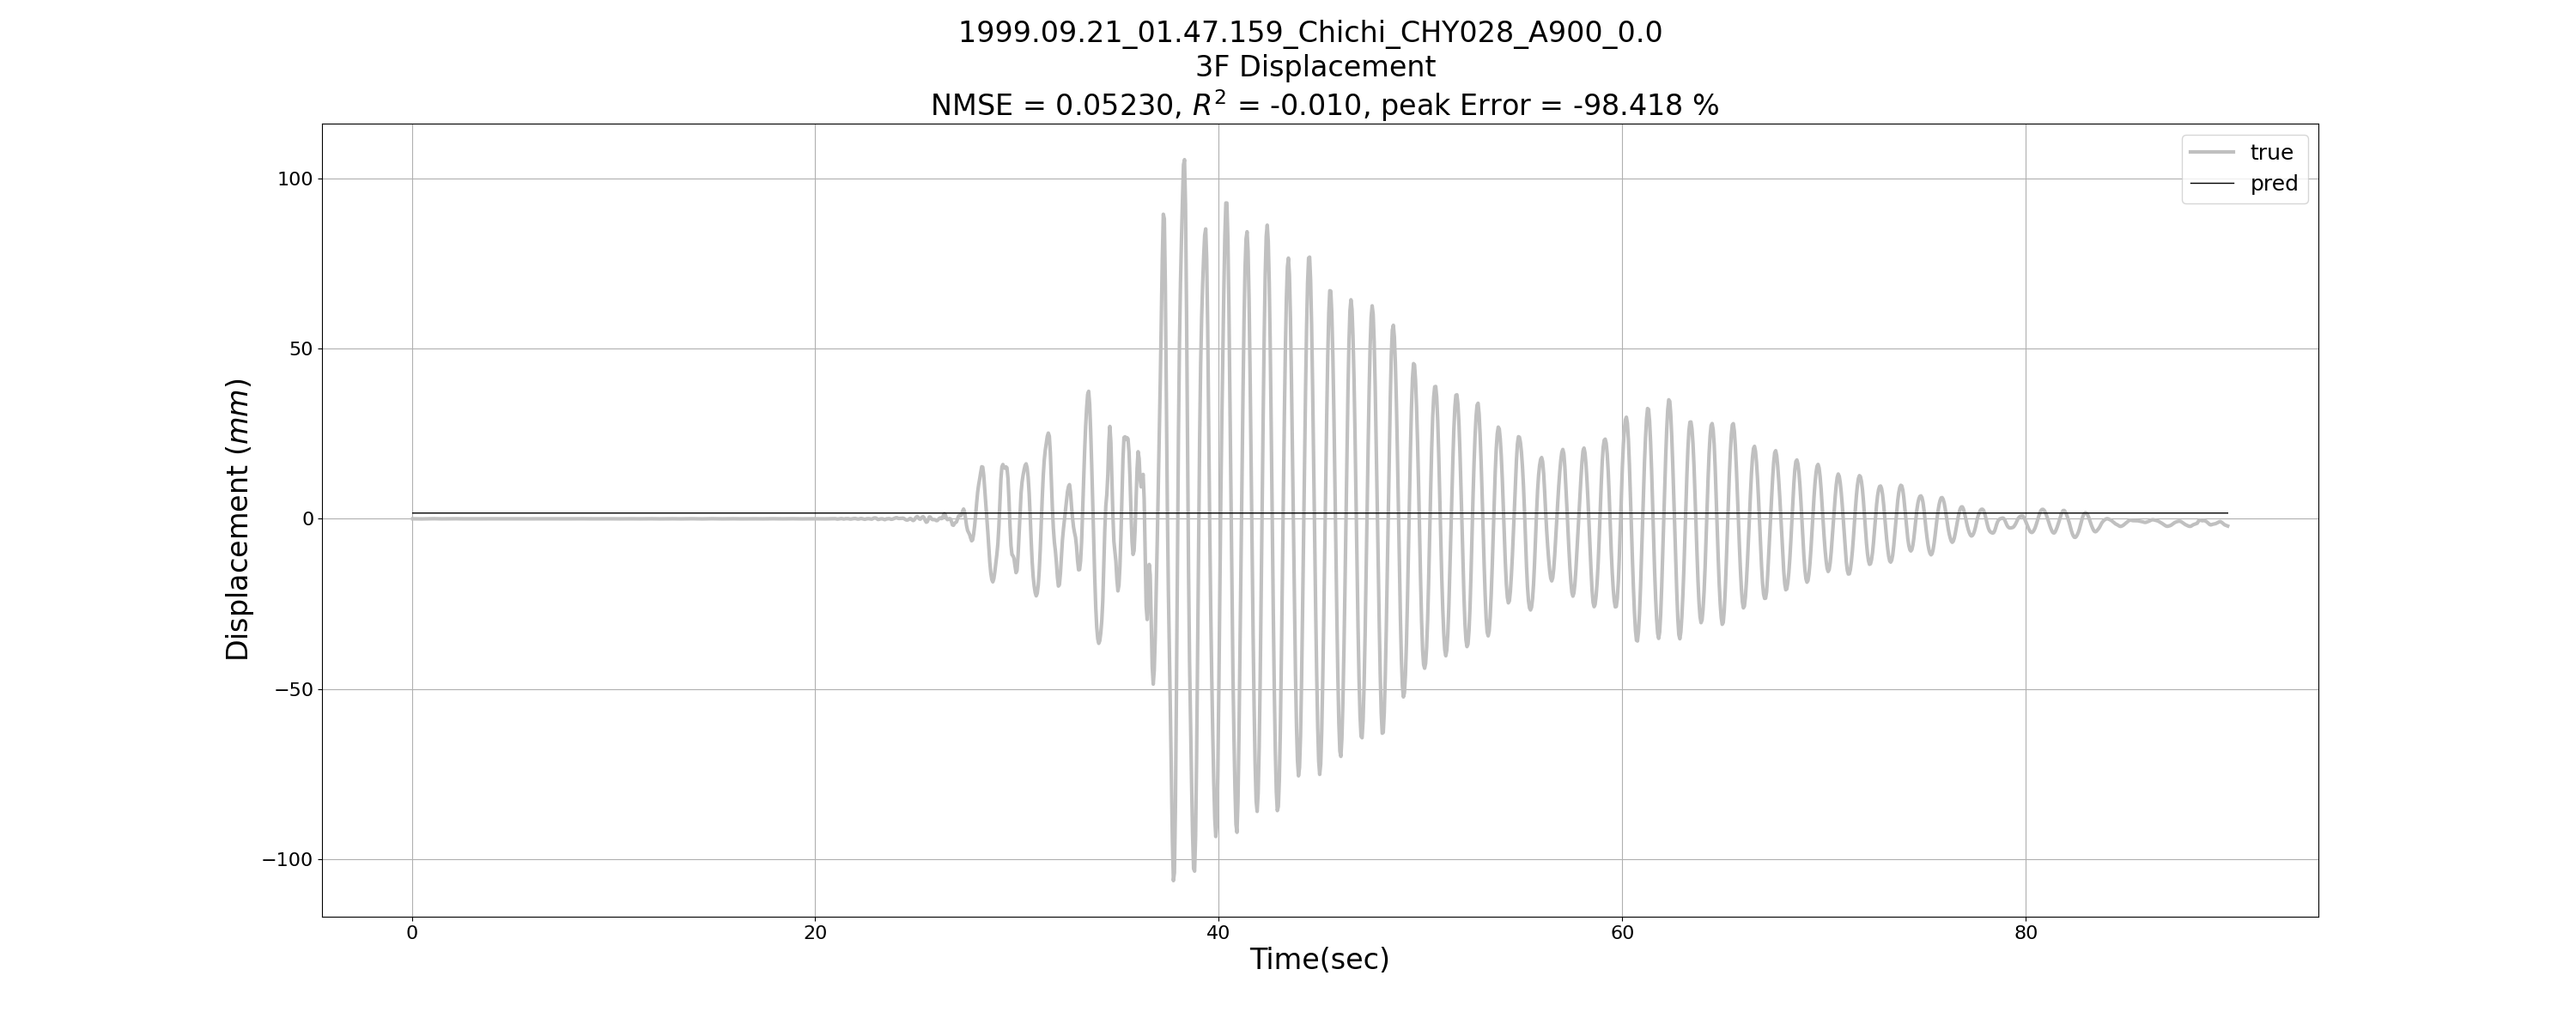 1999.09.21_01.47.159_Chichi_CHY028_A900_0.0
3F Displacement
NMSE = 0.05230, R² = -0.010, peak Error = -98.418 %
true
pred
100
50
0
−50
−100
Displacement (mm)
0 20 40 60 80
Time(sec)